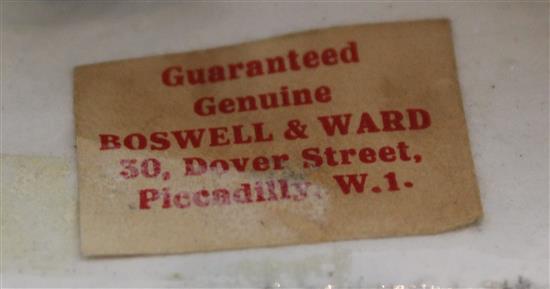 Guaranteed
Genuine
BOSWELL & WARD
30, Dover Street,
Piccadilly, W.1.